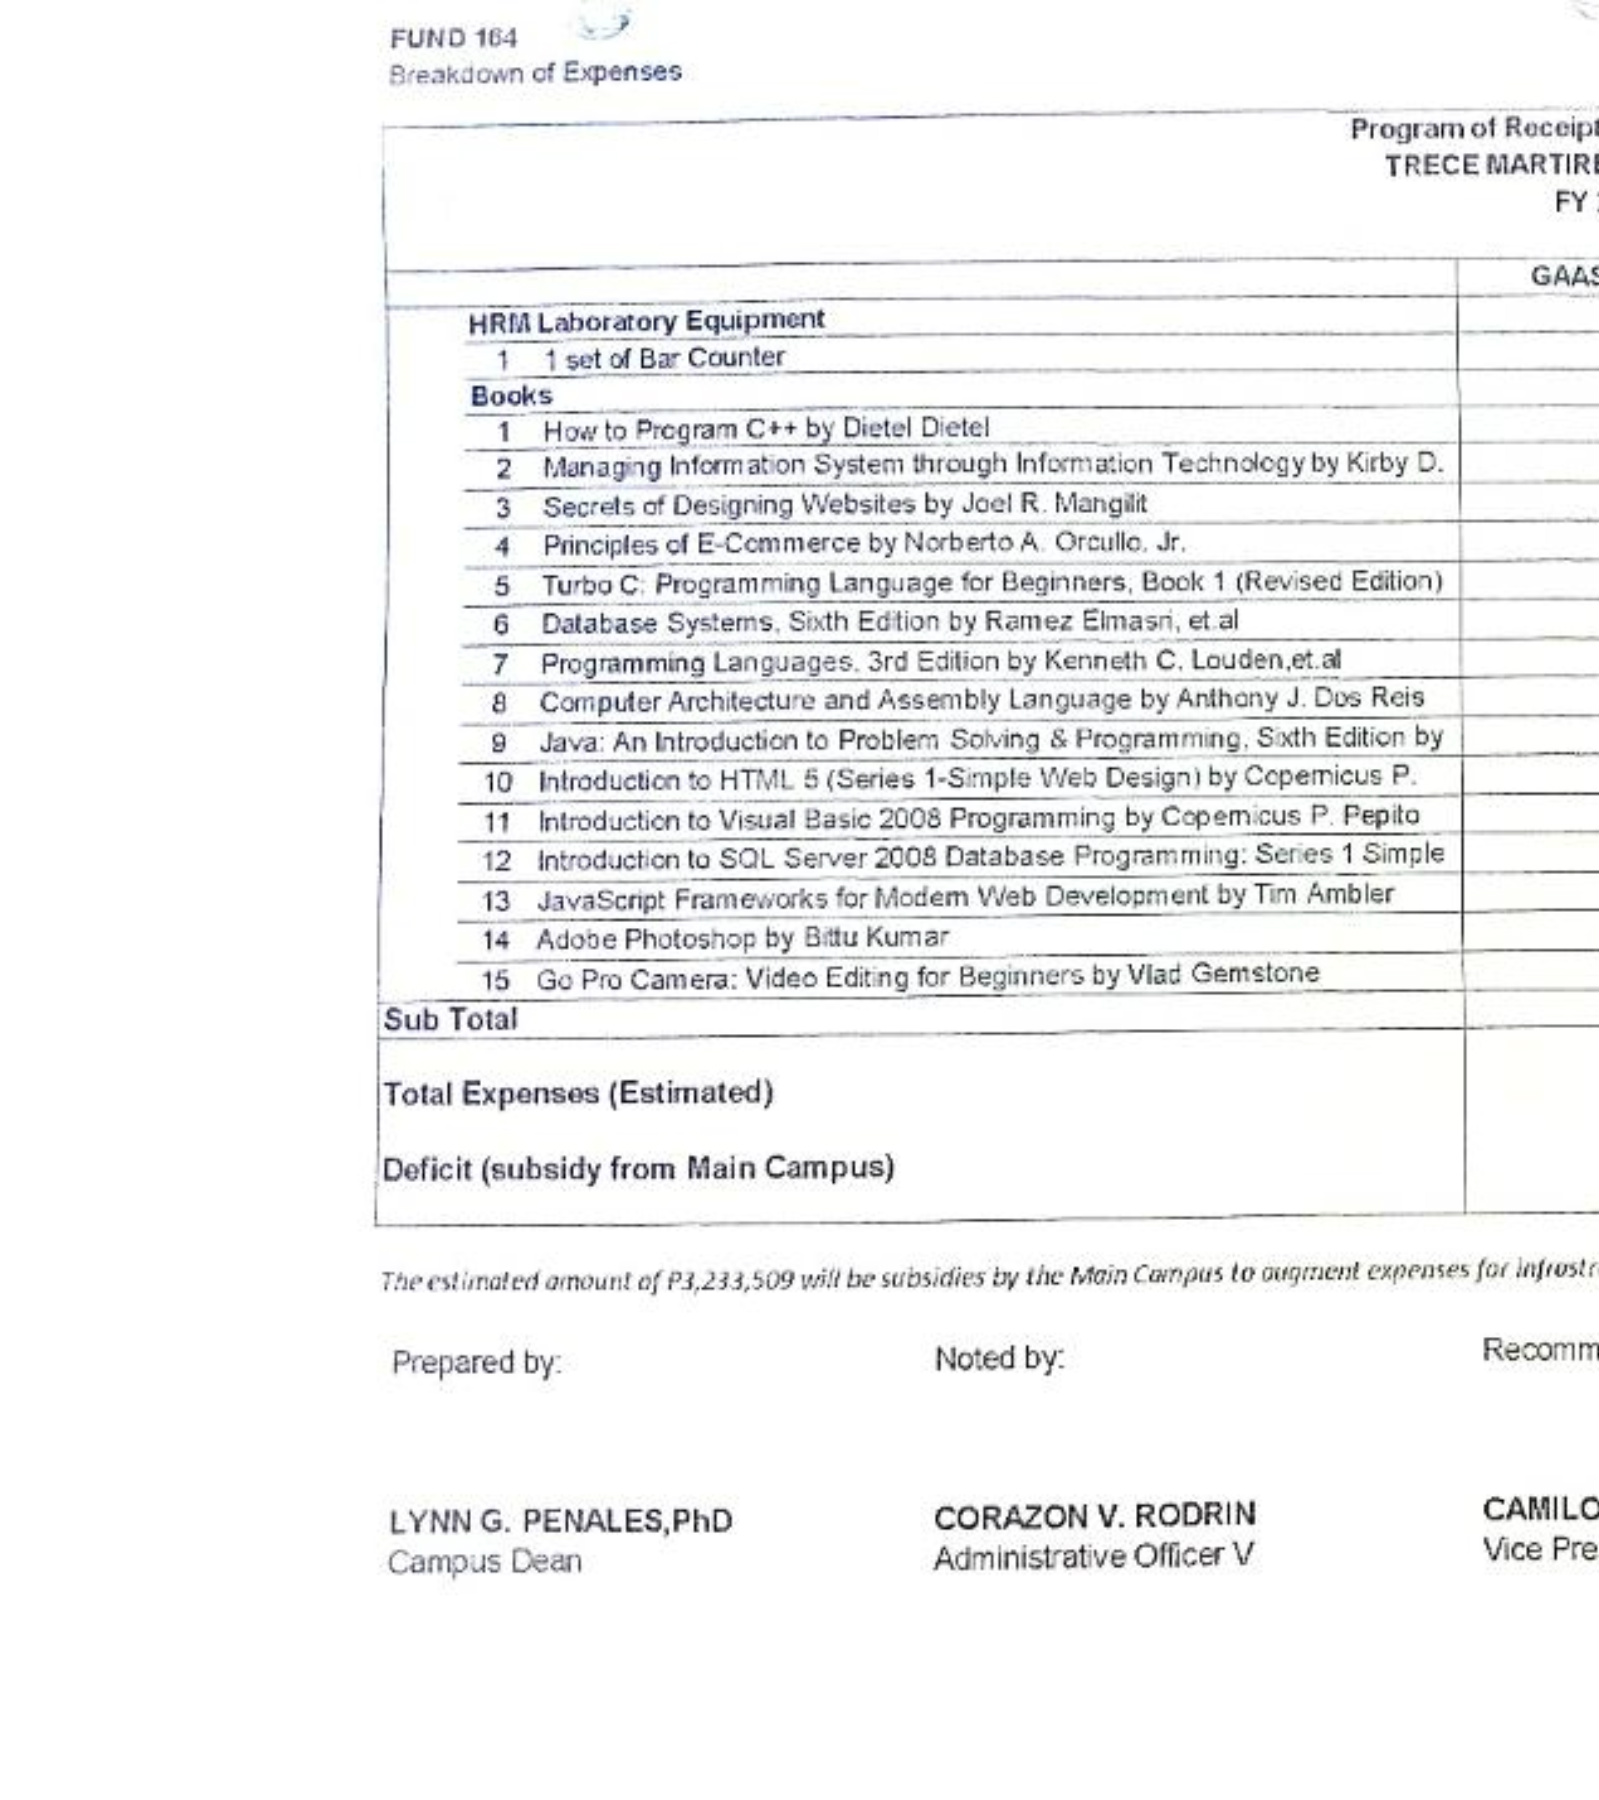 FUND 164
Breakdown of Expenses
Program of Receipt
TRECE MARTIRE
FY
GAAS
HRM Laboratory Equipment
1 1 set of Bar Counter
Books
1 How to Program C++ by Dietel Dietel
2 Managing Information System through Information Technology by Kirby D.
3 Secrets of Designing Websites by Joel R. Mangilit
4 Principles of E-Commerce by Norberto A. Orcullo, Jr.
5 Turbo C: Programming Language for Beginners, Book 1 (Revised Edition)
6 Database Systems, Sixth Edition by Ramez Elmasri, et.al
7 Programming Languages, 3rd Edition by Kenneth C. Louden,et.al
8 Computer Architecture and Assembly Language by Anthony J. Dos Reis
9 Java: An Introduction to Problem Solving & Programming, Sixth Edition by
10 Introduction to HTML 5 (Series 1-Simple Web Design) by Copernicus P.
11 Introduction to Visual Basic 2008 Programming by Copernicus P. Pepito
12 Introduction to SQL Server 2008 Database Programming: Series 1 Simple
13 JavaScript Frameworks for Modern Web Development by Tim Ambler
14 Adobe Photoshop by Bittu Kumar
15 Go Pro Camera: Video Editing for Beginners by Vlad Gemstone
Sub Total
Total Expenses (Estimated)
Deficit (subsidy from Main Campus)
The estimated amount of P3,233,509 will be subsidies by the Main Campus to augment expenses for infrastr
Prepared by: Noted by: Recomm
LYNN G. PENALES,PhD CORAZON V. RODRIN CAMILO
Campus Dean Administrative Officer V Vice Pre